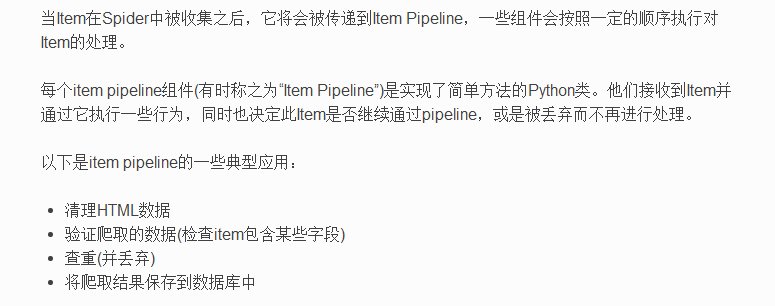 当Item在Spider中被收集之后，它将会被传递到Item Pipeline，一些组件会按照一定的顺序执行对
Item的处理。
每个item pipeline组件(有时称之为“Item Pipeline”)是实现了简单方法的Python类。他们接收到Item并
通过它执行一些行为，同时也决定此Item是否继续通过pipeline，或是被丢弃而不再进行处理。
以下是item pipeline的一些典型应用：
• 清理HTML数据
• 验证爬取的数据(检查item包含某些字段)
• 查重(并丢弃)
• 将爬取结果保存到数据库中